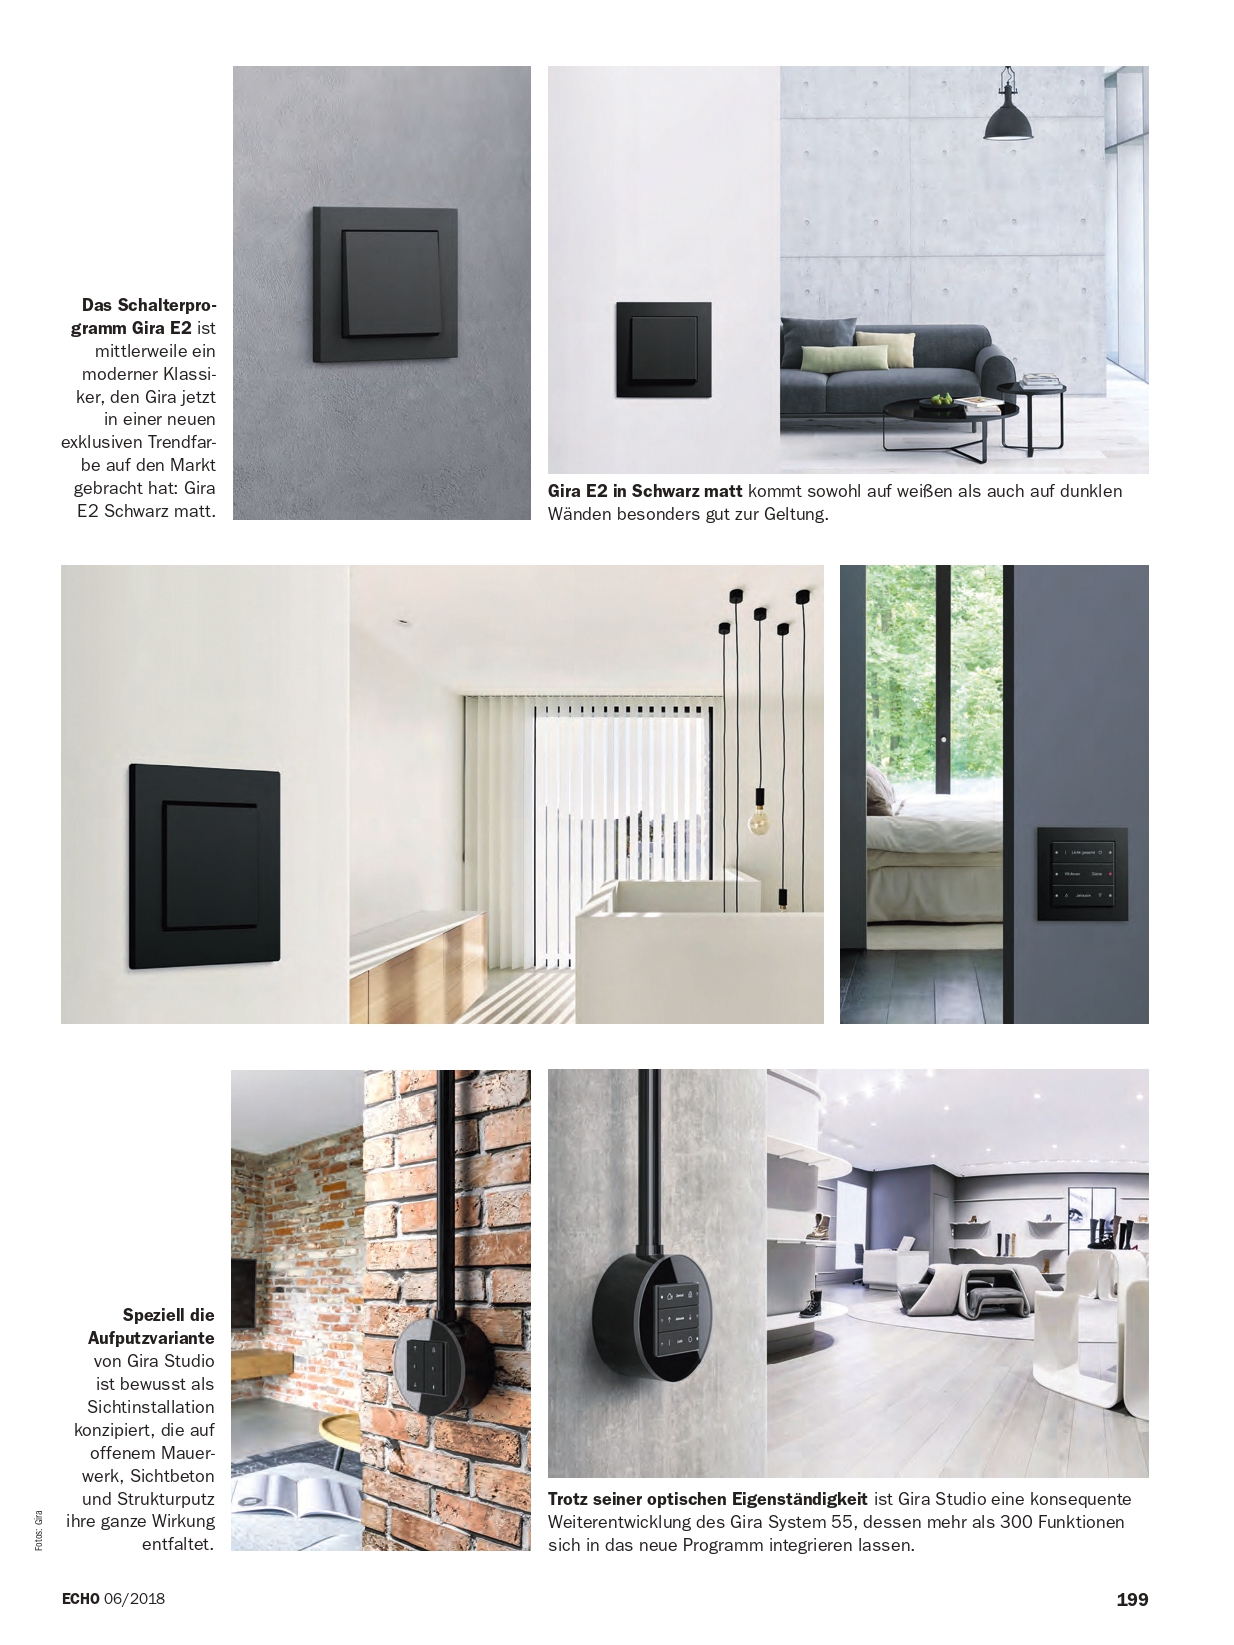 Das Schalterpro-
gramm Gira E2 ist
mittlerweile ein
moderner Klassi-
ker, den Gira jetzt
in einer neuen
exklusiven Trendfar-
be auf den Markt
gebracht hat: Gira
E2 Schwarz matt.
Gira E2 in Schwarz matt kommt sowohl auf weißen als auch auf dunklen
Wänden besonders gut zur Geltung.
Speziell die
Aufputzvariante
von Gira Studio
ist bewusst als
Sichtinstallation
konzipiert, die auf
offenem Mauer-
werk, Sichtbeton
und Strukturputz
ihre ganze Wirkung
entfaltet.
Trotz seiner optischen Eigenständigkeit ist Gira Studio eine konsequente
Weiterentwicklung des Gira System 55, dessen mehr als 300 Funktionen
sich in das neue Programm integrieren lassen.
Fotos: Gira
ECHO 06/2018
199